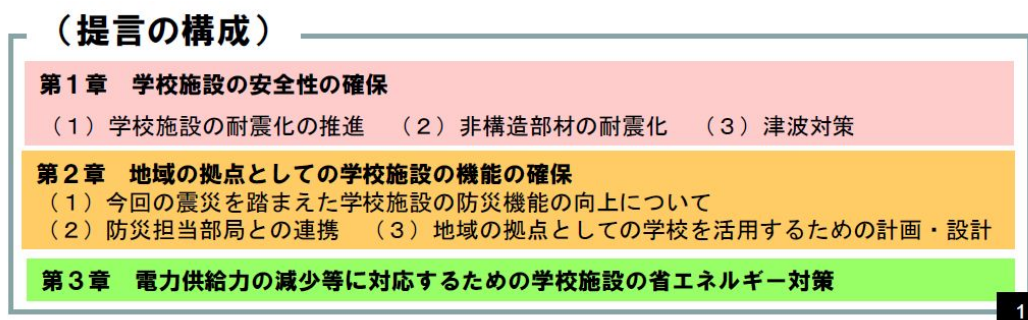 （提言の構成）
第１章　学校施設の安全性の確保
（１）学校施設の耐震化の推進　（２）非構造部材の耐震化　（３）津波対策
第２章　地域の拠点としての学校施設の機能の確保
（１）今回の震災を踏まえた学校施設の防災機能の向上について
（２）防災担当部局との連携　（３）地域の拠点としての学校を活用するための計画・設計
第３章　電力供給力の減少等に対応するための学校施設の省エネルギー対策
1